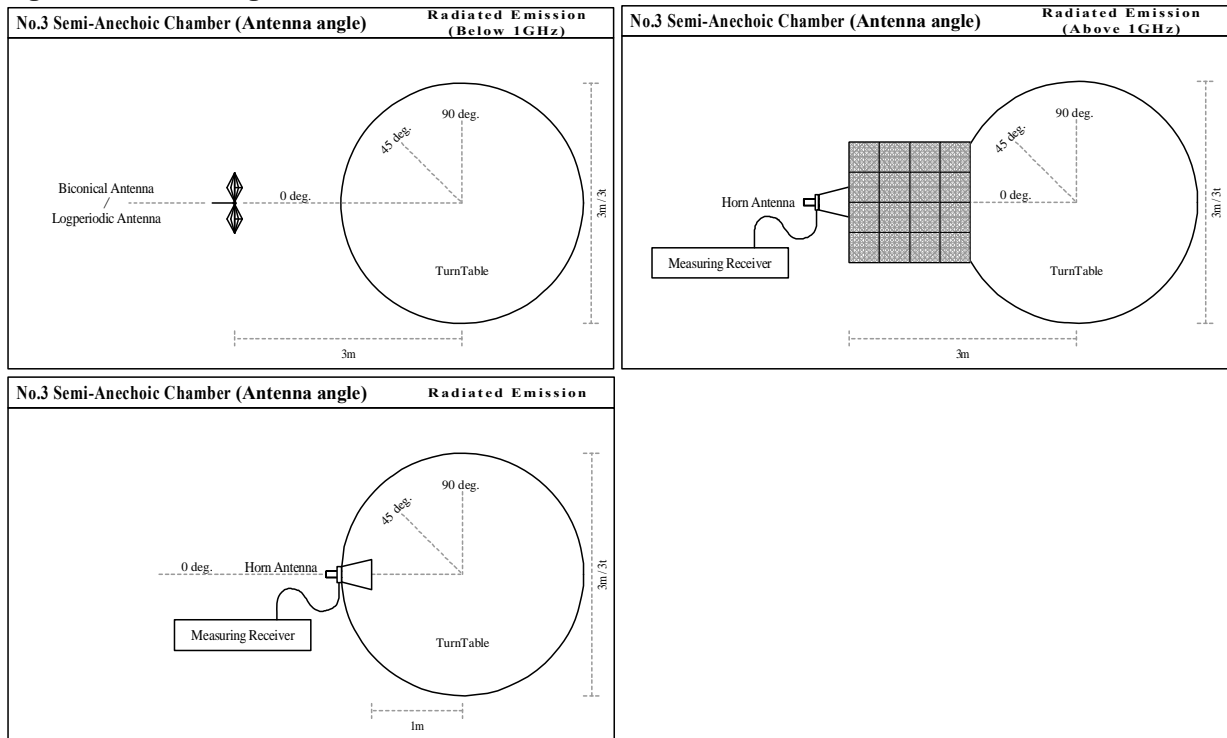 No.3 Semi-Anechoic Chamber (Antenna angle)
Radiated Emission
(Below 1GHz)
90 deg.
45 deg.
Biconical Antenna
/
Logperiodic Antenna
0 deg.
TurnTable
3m / 3t
3m
No.3 Semi-Anechoic Chamber (Antenna angle)
Radiated Emission
(Above 1GHz)
90 deg.
45 deg.
Horn Antenna
0 deg.
Measuring Receiver
TurnTable
3m / 3t
3m
No.3 Semi-Anechoic Chamber (Antenna angle)
Radiated Emission
90 deg.
45 deg.
0 deg.
Horn Antenna
Measuring Receiver
TurnTable
3m / 3t
1m